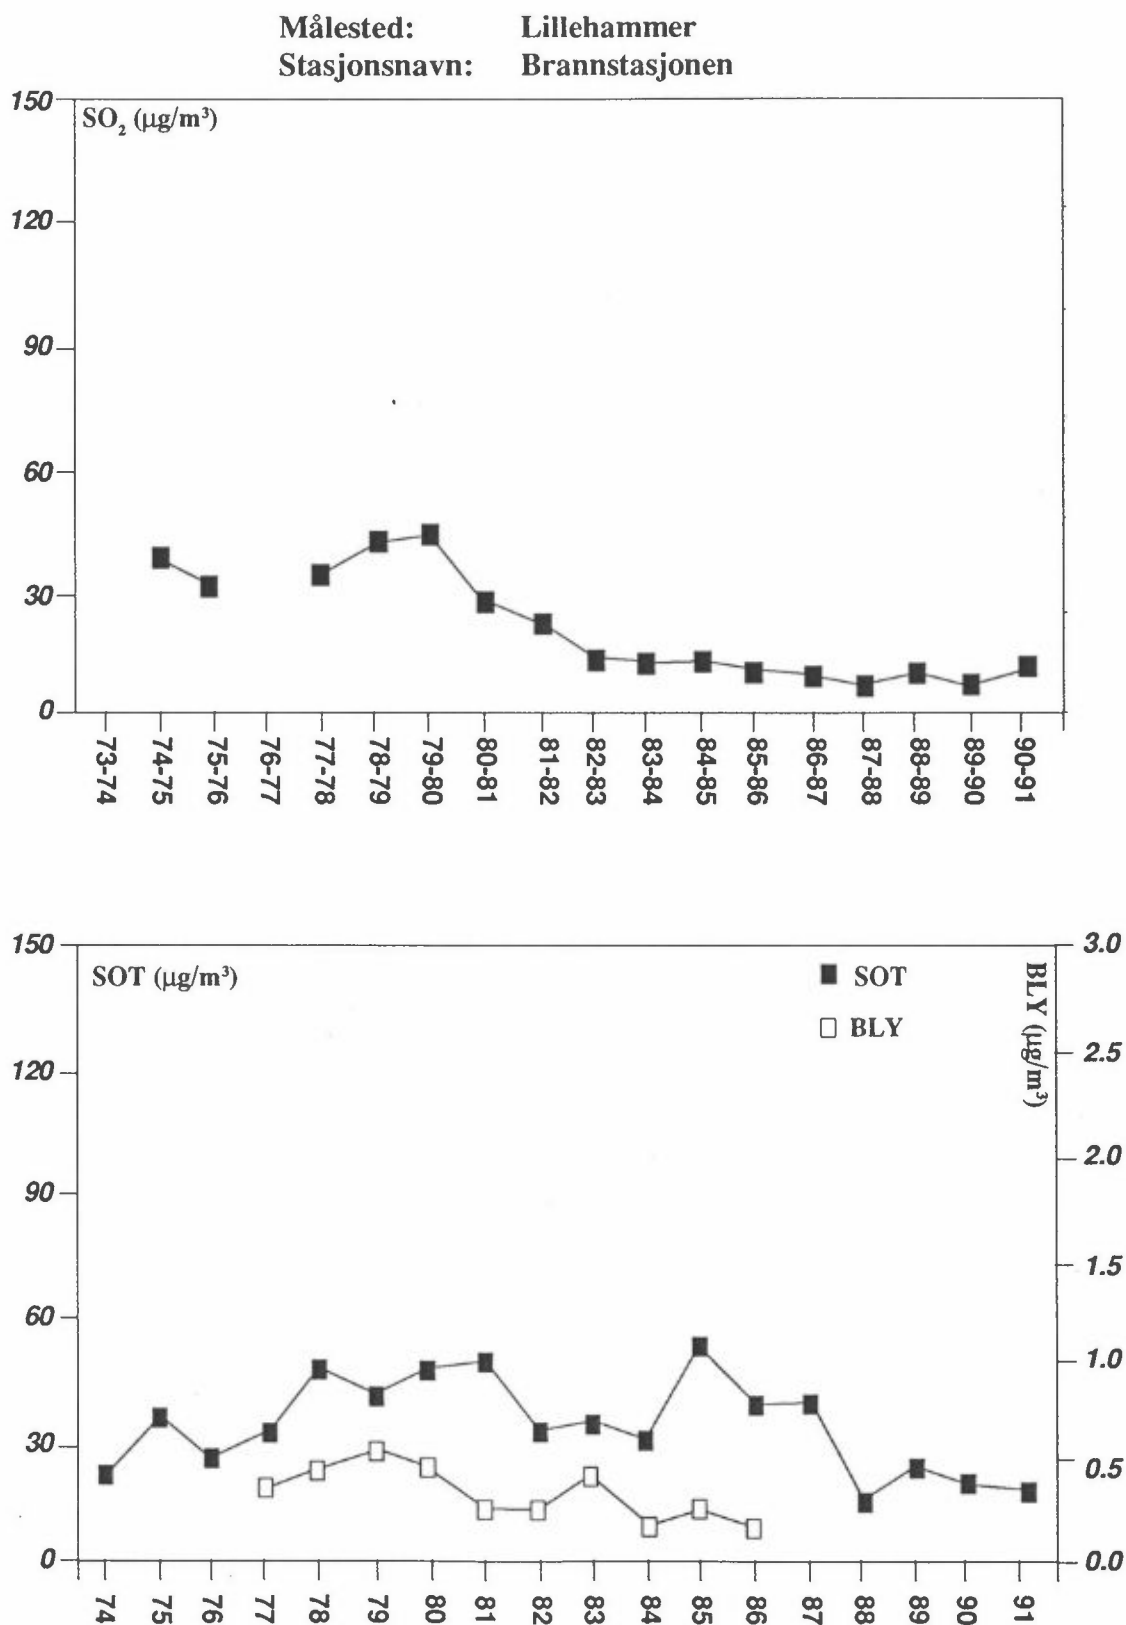 Målested: Lillehammer
Stasjonsnavn: Brannstasjonen
SO₂ (µg/m³)
150
120
90
60
30
0
73-74 74-75 75-76 76-77 77-78 78-79 79-80 80-81 81-82 82-83 83-84 84-85 85-86 86-87 87-88 88-89 89-90 90-91
SOT (µg/m³)
SOT
BLY
BLY (µg/m³)
150
120
90
60
30
0
3.0
2.5
2.0
1.5
1.0
0.5
0.0
74 75 76 77 78 79 80 81 82 83 84 85 86 87 88 89 90 91